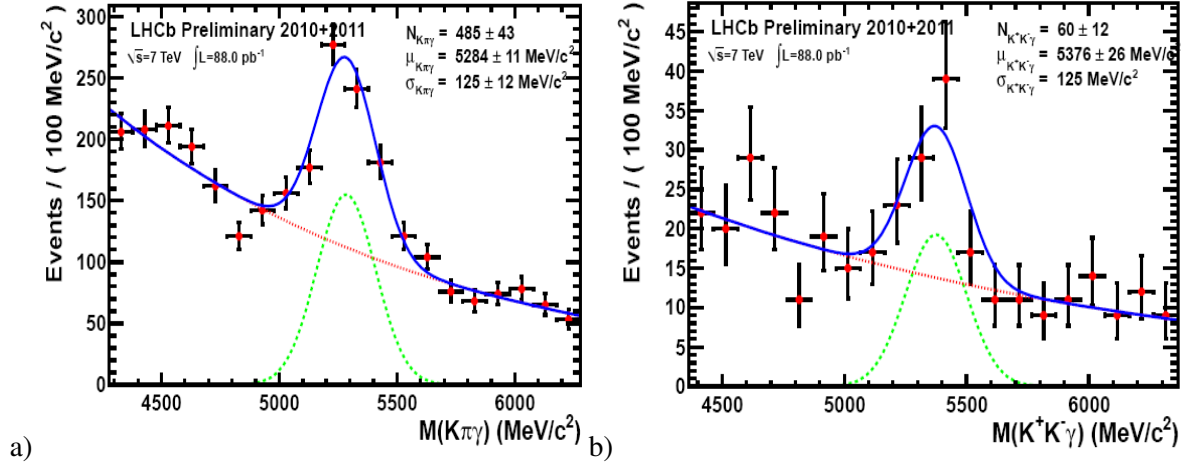 LHCb Preliminary 2010+2011
√s=7 TeV ∫L=88.0 pb⁻¹
N_Kπγ = 485 ± 43
μ_Kπγ = 5284 ± 11 MeV/c²
σ_Kπγ = 125 ± 12 MeV/c²
Events / ( 100 MeV/c² )
300
250
200
150
100
50
0
4500 5000 5500 6000
M(Kπγ) (MeV/c²)
a)
LHCb Preliminary 2010+2011
√s=7 TeV ∫L=88.0 pb⁻¹
N_K⁺K⁻γ = 60 ± 12
μ_K⁺K⁻γ = 5376 ± 26 MeV/c
σ_K⁺K⁻γ = 125 MeV/c²
Events / ( 100 MeV/c²
45
40
35
30
25
20
15
10
5
0
4500 5000 5500 6000
M(K⁺K⁻γ) (MeV/c²)
b)